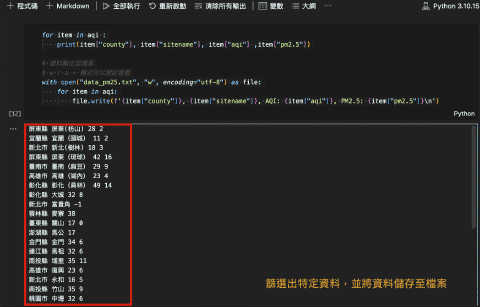 + 程式碼 + Markdown 全部執行 重新啟動 清除所有輸出 變數 大綱 ... Python 3.10.15
for item in aqi :
print(item["county"], item["sitename"], item["aqi"] ,item["pm2.5"])
# 資料輸出至檔案
with open("data_pm25.txt", "w", encoding="utf-8") as file:
for item in aqi:
file.write(f'{item["county"]}, {item["sitename"]}, AQI: {item["aqi"]}, PM2.5: {item["pm2.5"]}\n')
[12]
Python
屏東縣 屏東(枋山) 28 2
宜蘭縣 宜蘭(頭城) 11 2
新北市 新北(樹林) 18 3
屏東縣 屏東(琉球) 42 16
臺南市 臺南(麻豆) 29 9
高雄市 高雄(湖內) 23 4
彰化縣 彰化(員林) 49 14
彰化縣 大城 32 8
新北市 富貴角 -1
雲林縣 麥寮 38
臺東縣 關山 17 0
澎湖縣 馬公 17
金門縣 金門 34 6
連江縣 馬祖 32 6
南投縣 埔里 35 11
高雄市 復興 23 6
新北市 永和 16 5
南投縣 竹山 35 9
桃園市 中壢 32 6
篩選出特定資料,並將資料儲存至檔案